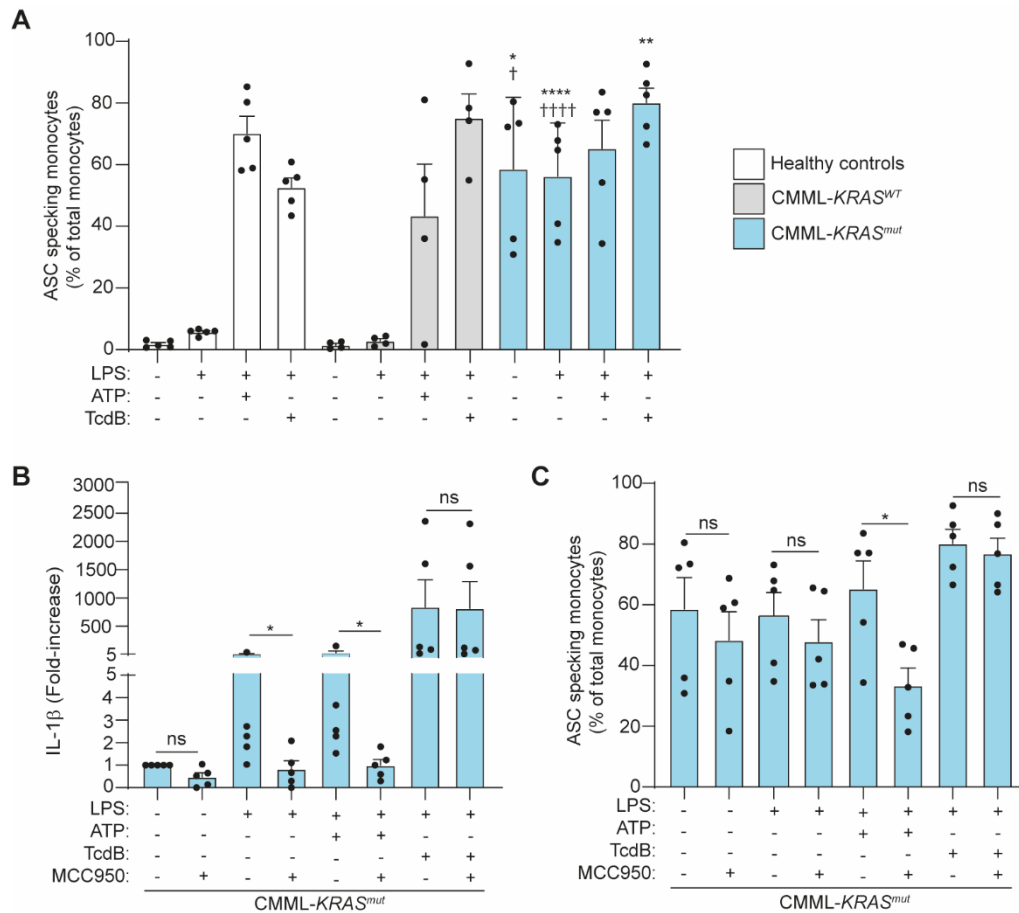 A
ASC specking monocytes
(% of total monocytes)
100
80
60
40
20
0
*
†
****
††††
**
Healthy controls
CMML-KRASWT
CMML-KRASmut
LPS: - + + + - + + + - + + +
ATP: - - + - - - + - - - + -
TcdB: - - - + - - - + - - - +
B
IL-1β (Fold-increase)
3000
2500
2000
1500
1000
500
5
5
4
3
2
1
0
ns
*
*
ns
LPS: - - + + + + + +
ATP: - - - - + + - -
TcdB: - - - - - - + +
MCC950: - + - + - + - +
CMML-KRASmut
C
ASC specking monocytes
(% of total monocytes)
100
80
60
40
20
0
ns
ns
*
ns
LPS: - - + + + + + +
ATP: - - - - + + - -
TcdB: - - - - - - + +
MCC950: - + - + - + - +
CMML-KRASmut